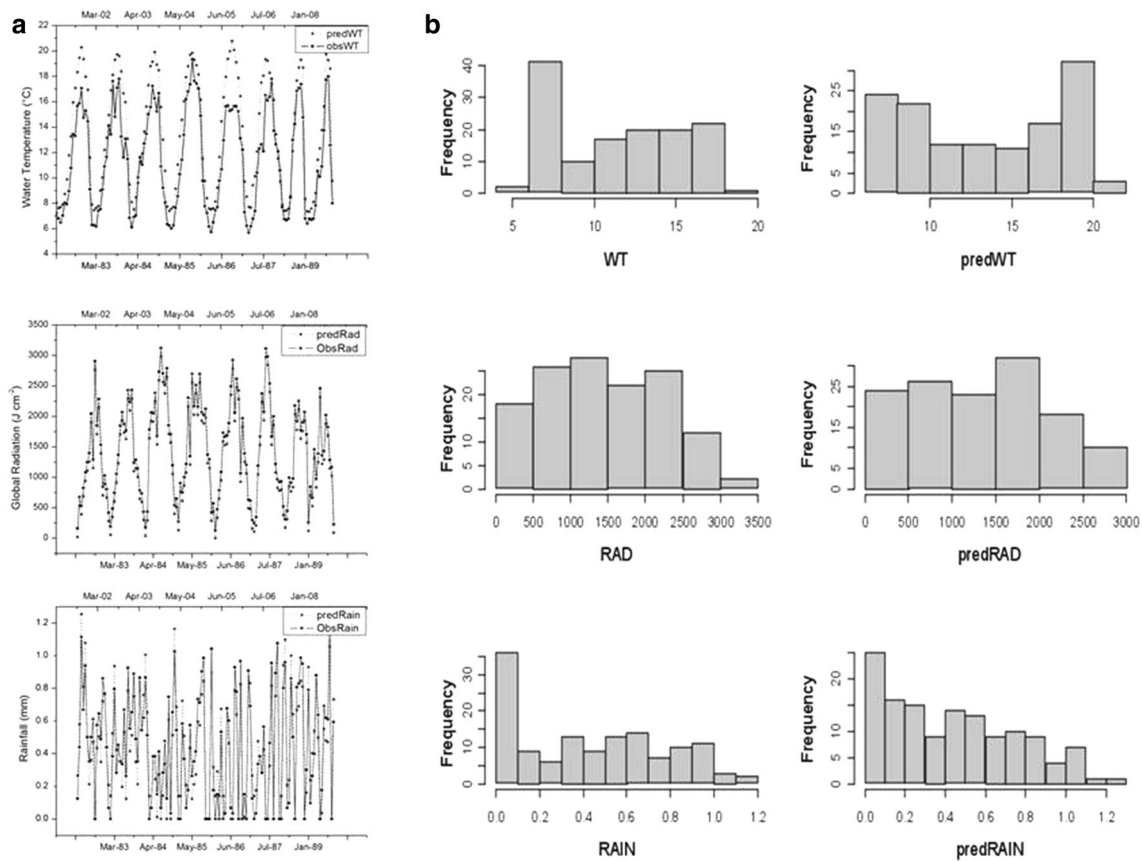 a
Mar-02 Apr-03 May-04 Jun-05 Jul-06 Jan-08
22
20
18
16
14
12
10
8
6
4
Water Temperature (°C)
predWT
obsWT
Mar-83 Apr-84 May-85 Jun-86 Jul-87 Jan-89
Mar-02 Apr-03 May-04 Jun-05 Jul-06 Jan-08
3500
3000
2500
2000
1500
1000
500
0
Global Radiation (J cm⁻²)
predRad
ObsRad
Mar-83 Apr-84 May-85 Jun-86 Jul-87 Jan-89
Mar-02 Apr-03 May-04 Jun-05 Jul-06 Jan-08
1.2
1.0
0.8
0.6
0.4
0.2
0.0
Rainfall (mm)
predRain
ObsRain
Mar-83 Apr-84 May-85 Jun-86 Jul-87 Jan-89
b
Frequency
0 10 20 30 40
5 10 15 20
WT
Frequency
0 5 15 25
10 15 20
predWT
Frequency
0 5 10 20
0 500 1000 1500 2000 2500 3000 3500
RAD
Frequency
0 5 15 25
0 500 1000 1500 2000 2500 3000
predRAD
Frequency
0 10 20 30
0.0 0.2 0.4 0.6 0.8 1.0 1.2
RAIN
Frequency
0 5 10 20
0.0 0.2 0.4 0.6 0.8 1.0 1.2
predRAIN